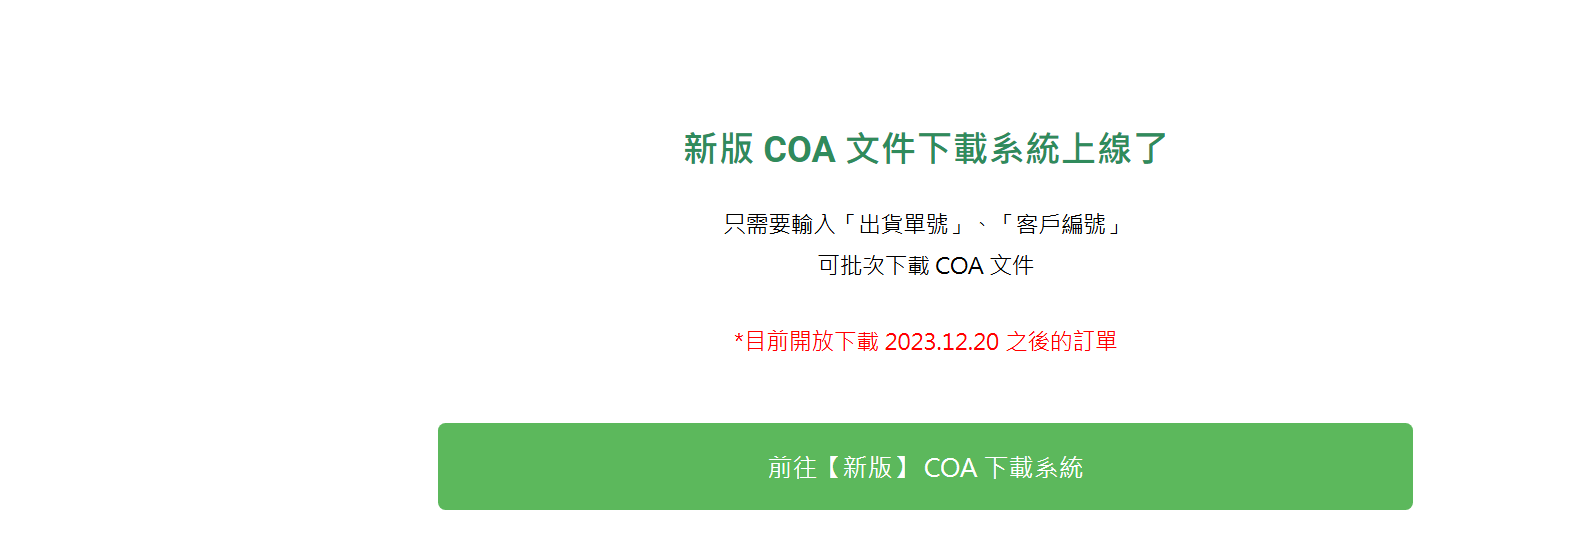 新版 COA 文件下載系統上線了
只需要輸入「出貨單號」、「客戶編號」
可批次下載 COA 文件
*目前開放下載 2023.12.20 之後的訂單
前往【新版】 COA 下載系統